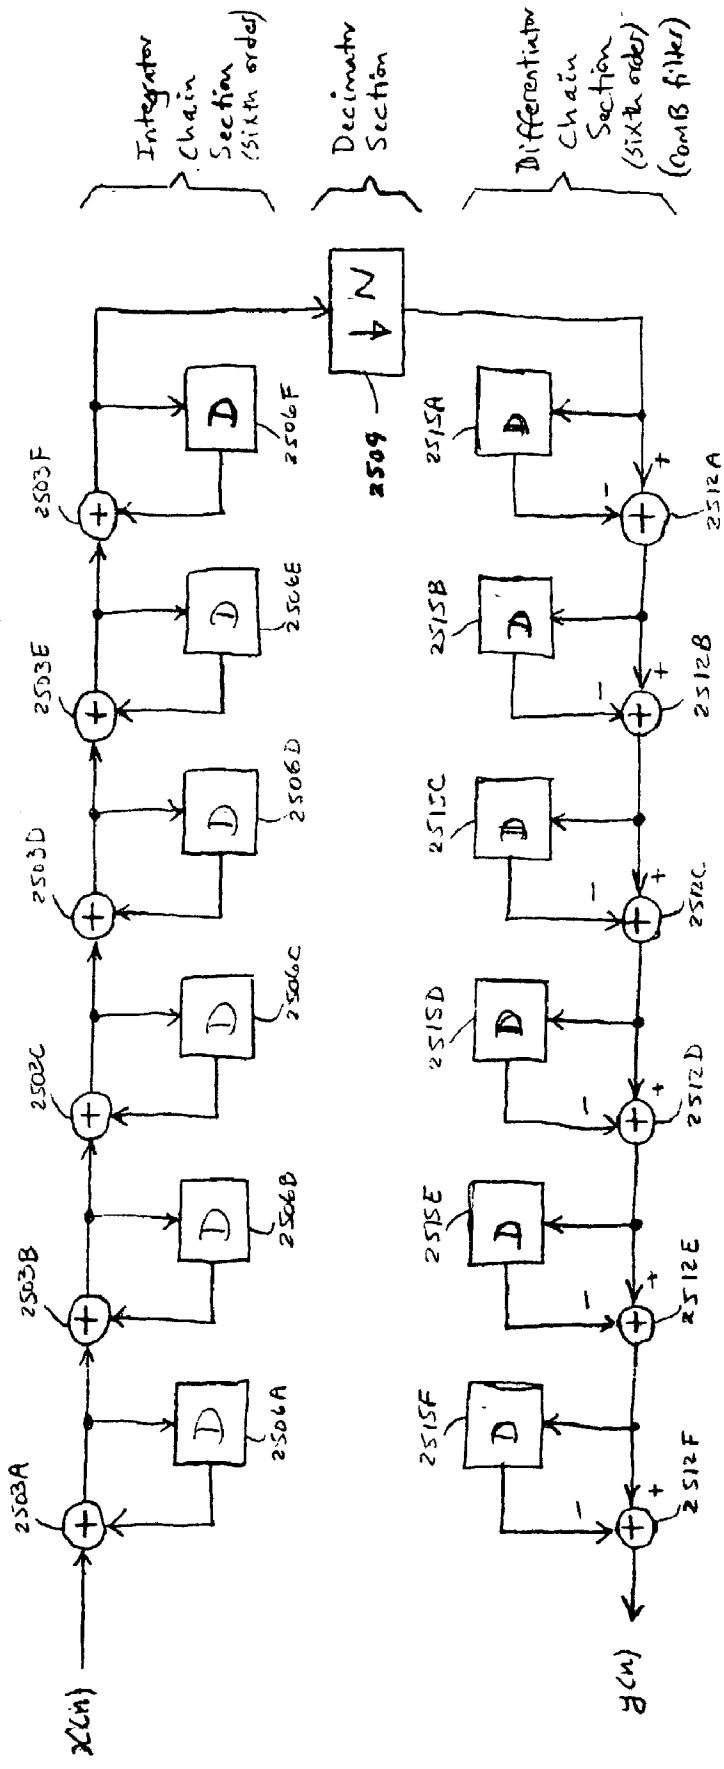 x(n)
2503A
2503B
2503C
2503D
2503E
2503F
+
+
+
+
+
+
D
D
D
D
D
D
2506A
2506B
2506C
2506D
2506E
2506F
Integrator
Chain
Section
(sixth order)
↓ N
2509
Decimator
Section
2515F
2515E
2515D
2515C
2515B
2515A
D
D
D
D
D
D
−
−
−
−
−
−
+
+
+
+
+
+
+
+
+
+
+
+
y(n)
2512F
2512E
2512D
2512C
2512B
2512A
Differentiator
Chain
Section
(sixth order)
(COMB filter)